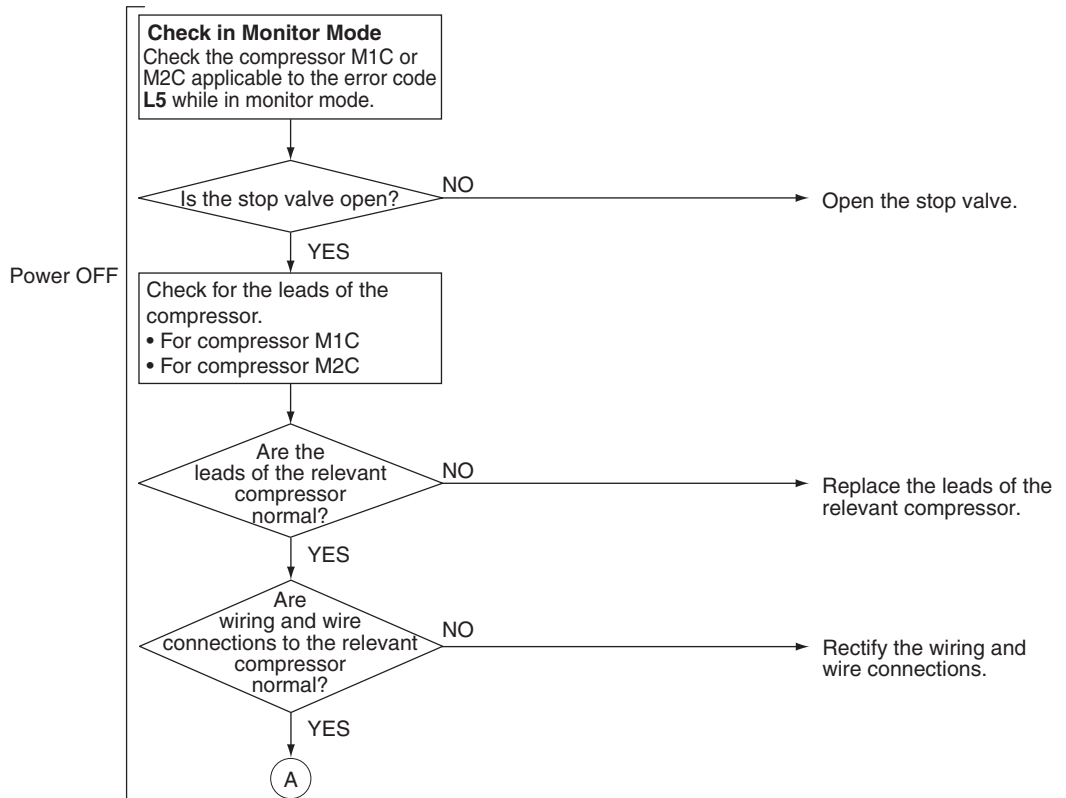 Check in Monitor Mode
Check the compressor M1C or
M2C applicable to the error code
L5 while in monitor mode.
Is the stop valve open?
NO
Open the stop valve.
YES
Power OFF
Check for the leads of the
compressor.
• For compressor M1C
• For compressor M2C
Are the
leads of the relevant
compressor
normal?
NO
Replace the leads of the
relevant compressor.
YES
Are
wiring and wire
connections to the relevant
compressor
normal?
NO
Rectify the wiring and
wire connections.
YES
A